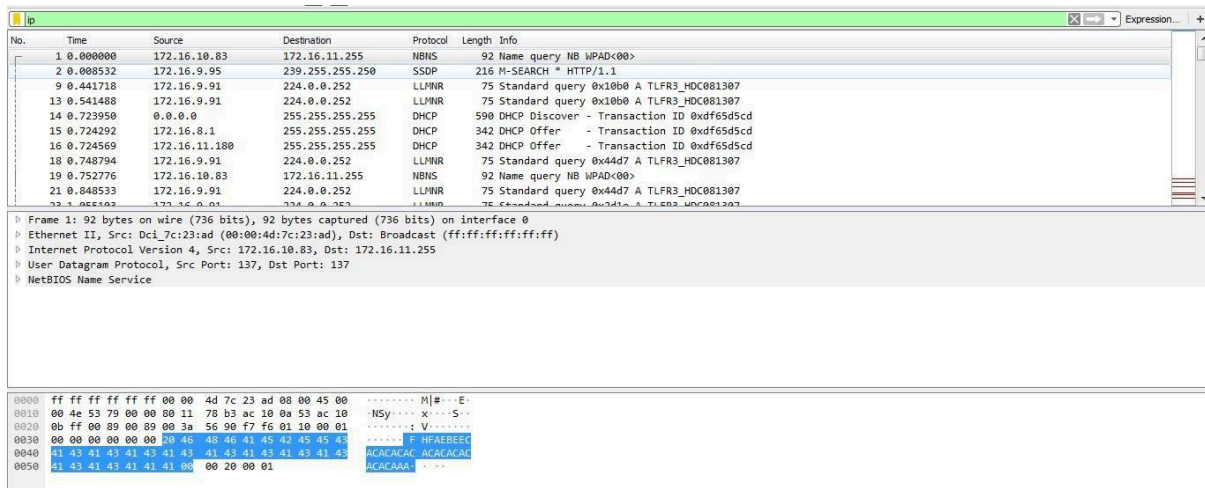 ip Expression... +
No. Time Source Destination Protocol Length Info
1 0.000000 172.16.10.83 172.16.11.255 NBNS 92 Name query NB WPAD<00>
2 0.008532 172.16.9.95 239.255.255.250 SSDP 216 M-SEARCH * HTTP/1.1
9 0.441718 172.16.9.91 224.0.0.252 LLMNR 75 Standard query 0x10b0 A TLFR3_HDC081307
13 0.541488 172.16.9.91 224.0.0.252 LLMNR 75 Standard query 0x10b0 A TLFR3_HDC081307
14 0.723950 0.0.0.0 255.255.255.255 DHCP 590 DHCP Discover - Transaction ID 0xdf65d5cd
15 0.724292 172.16.8.1 255.255.255.255 DHCP 342 DHCP Offer - Transaction ID 0xdf65d5cd
16 0.724569 172.16.11.180 255.255.255.255 DHCP 342 DHCP Offer - Transaction ID 0xdf65d5cd
18 0.748794 172.16.9.91 224.0.0.252 LLMNR 75 Standard query 0x44d7 A TLFR3_HDC081307
19 0.752776 172.16.10.83 172.16.11.255 NBNS 92 Name query NB WPAD<00>
21 0.848533 172.16.9.91 224.0.0.252 LLMNR 75 Standard query 0x44d7 A TLFR3_HDC081307
23 1.055103 172.16.9.91 224.0.0.252 LLMNR 75 Standard query 0x2d1e A TLFR3_HDC081307
Frame 1: 92 bytes on wire (736 bits), 92 bytes captured (736 bits) on interface 0
Ethernet II, Src: Dci_7c:23:ad (00:00:4d:7c:23:ad), Dst: Broadcast (ff:ff:ff:ff:ff:ff)
Internet Protocol Version 4, Src: 172.16.10.83, Dst: 172.16.11.255
User Datagram Protocol, Src Port: 137, Dst Port: 137
NetBIOS Name Service
0000 ff ff ff ff ff ff 00 00 4d 7c 23 ad 08 00 45 00 ········ M|#···E·
0010 00 4e 53 79 00 00 80 11 78 b3 ac 10 0a 53 ac 10 ·NSy···· x····S··
0020 0b ff 00 89 00 89 00 3a 56 90 f7 f6 01 10 00 01 ·······: V·······
0030 00 00 00 00 00 00 20 46 48 46 41 45 42 45 45 43 ······ F HFAEBEEC
0040 41 43 41 43 41 43 41 43 41 43 41 43 41 43 41 43 ACACACAC ACACACAC
0050 41 43 41 43 41 41 41 00 00 20 00 01 ACACAAA· · ··